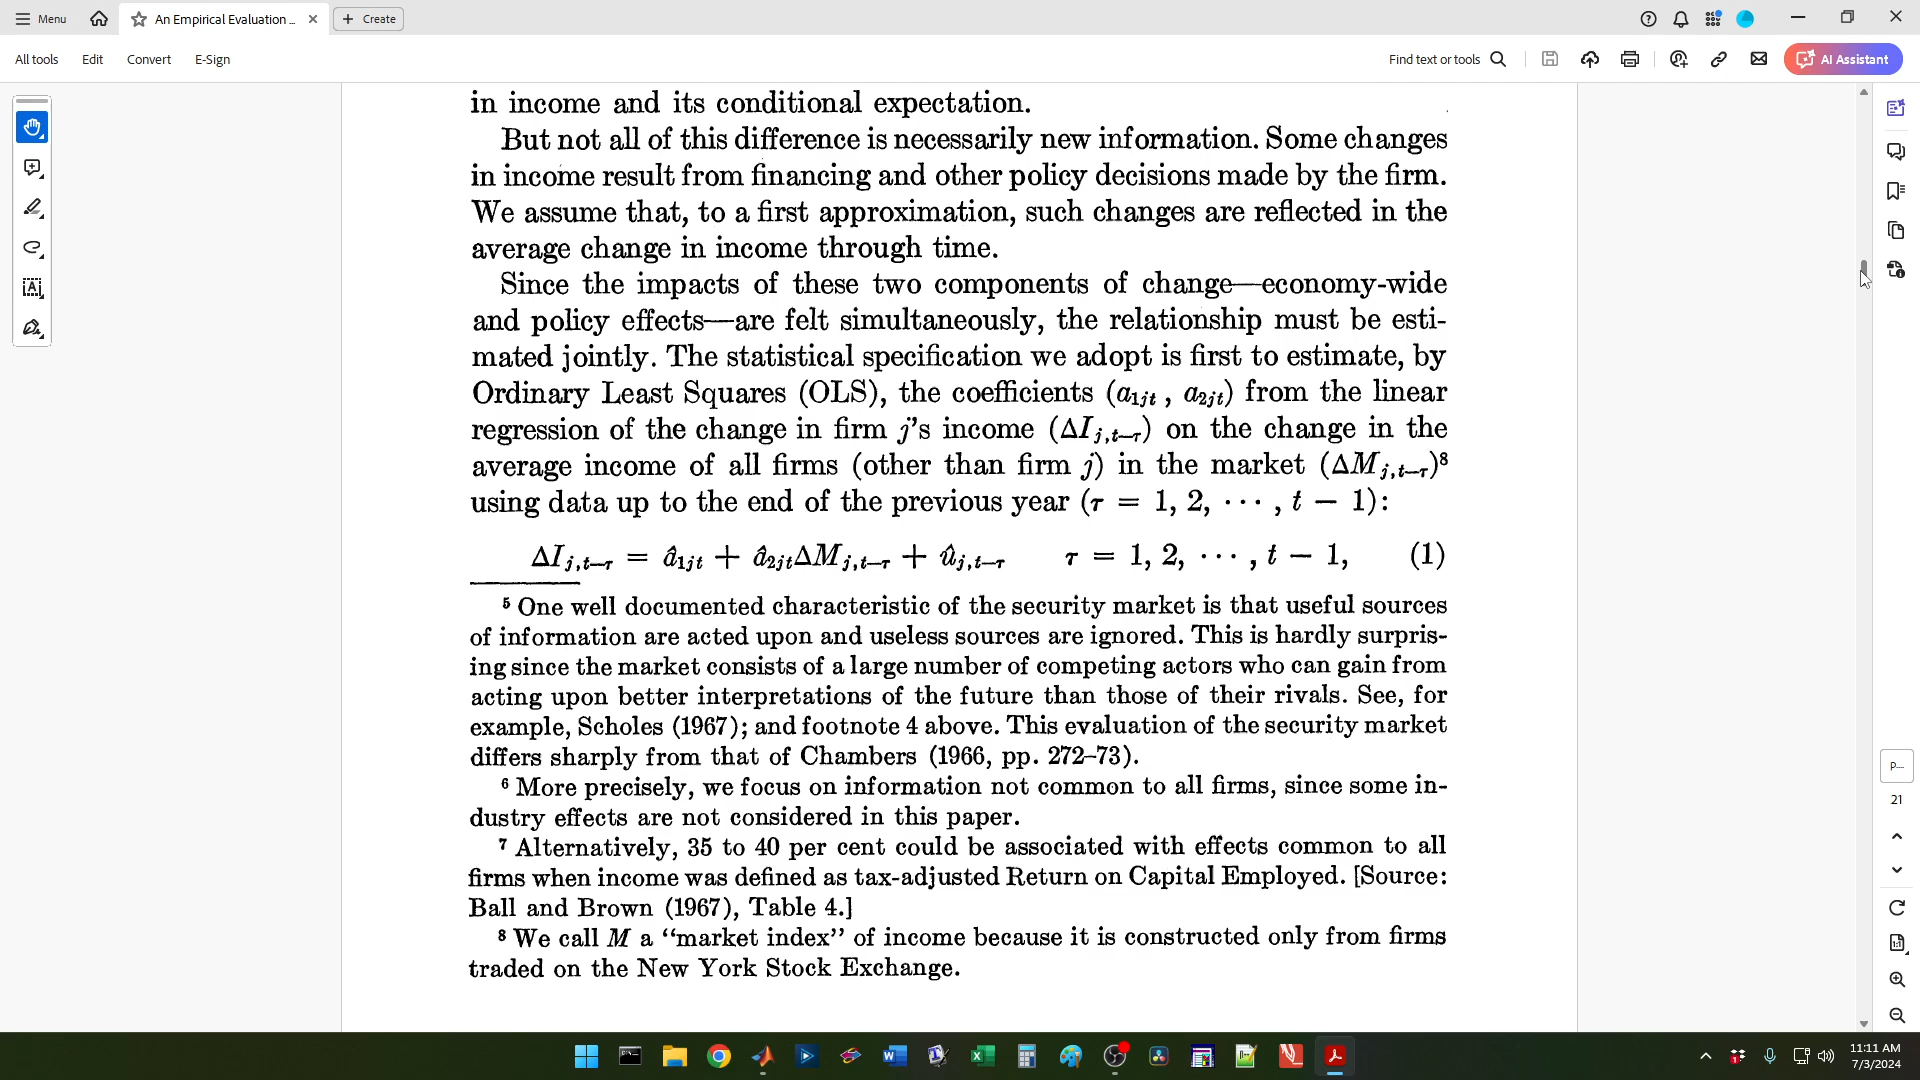 Menu
An Empirical Evaluation ...
Create
All tools
Edit
Convert
E-Sign
Find text or tools
AI Assistant
in income and its conditional expectation.
But not all of this difference is necessarily new information. Some changes
in income result from financing and other policy decisions made by the firm.
We assume that, to a first approximation, such changes are reflected in the
average change in income through time.
Since the impacts of these two components of change—economy-wide
and policy effects—are felt simultaneously, the relationship must be esti-
mated jointly. The statistical specification we adopt is first to estimate, by
Ordinary Least Squares (OLS), the coefficients (a₁ⱼₜ , a₂ⱼₜ) from the linear
regression of the change in firm j's income (ΔI_{j,t−τ}) on the change in the
average income of all firms (other than firm j) in the market (ΔM_{j,t−τ})⁸
using data up to the end of the previous year (τ = 1, 2, ··· , t − 1):
ΔI_{j,t−τ} = â₁ⱼₜ + â₂ⱼₜΔM_{j,t−τ} + û_{j,t−τ} τ = 1, 2, ··· , t − 1, (1)
⁵ One well documented characteristic of the security market is that useful sources
of information are acted upon and useless sources are ignored. This is hardly surpris-
ing since the market consists of a large number of competing actors who can gain from
acting upon better interpretations of the future than those of their rivals. See, for
example, Scholes (1967); and footnote 4 above. This evaluation of the security market
differs sharply from that of Chambers (1966, pp. 272–73).
⁶ More precisely, we focus on information not common to all firms, since some in-
dustry effects are not considered in this paper.
⁷ Alternatively, 35 to 40 per cent could be associated with effects common to all
firms when income was defined as tax-adjusted Return on Capital Employed. [Source:
Ball and Brown (1967), Table 4.]
⁸ We call M a "market index" of income because it is constructed only from firms
traded on the New York Stock Exchange.
P...
21
11:11 AM
7/3/2024